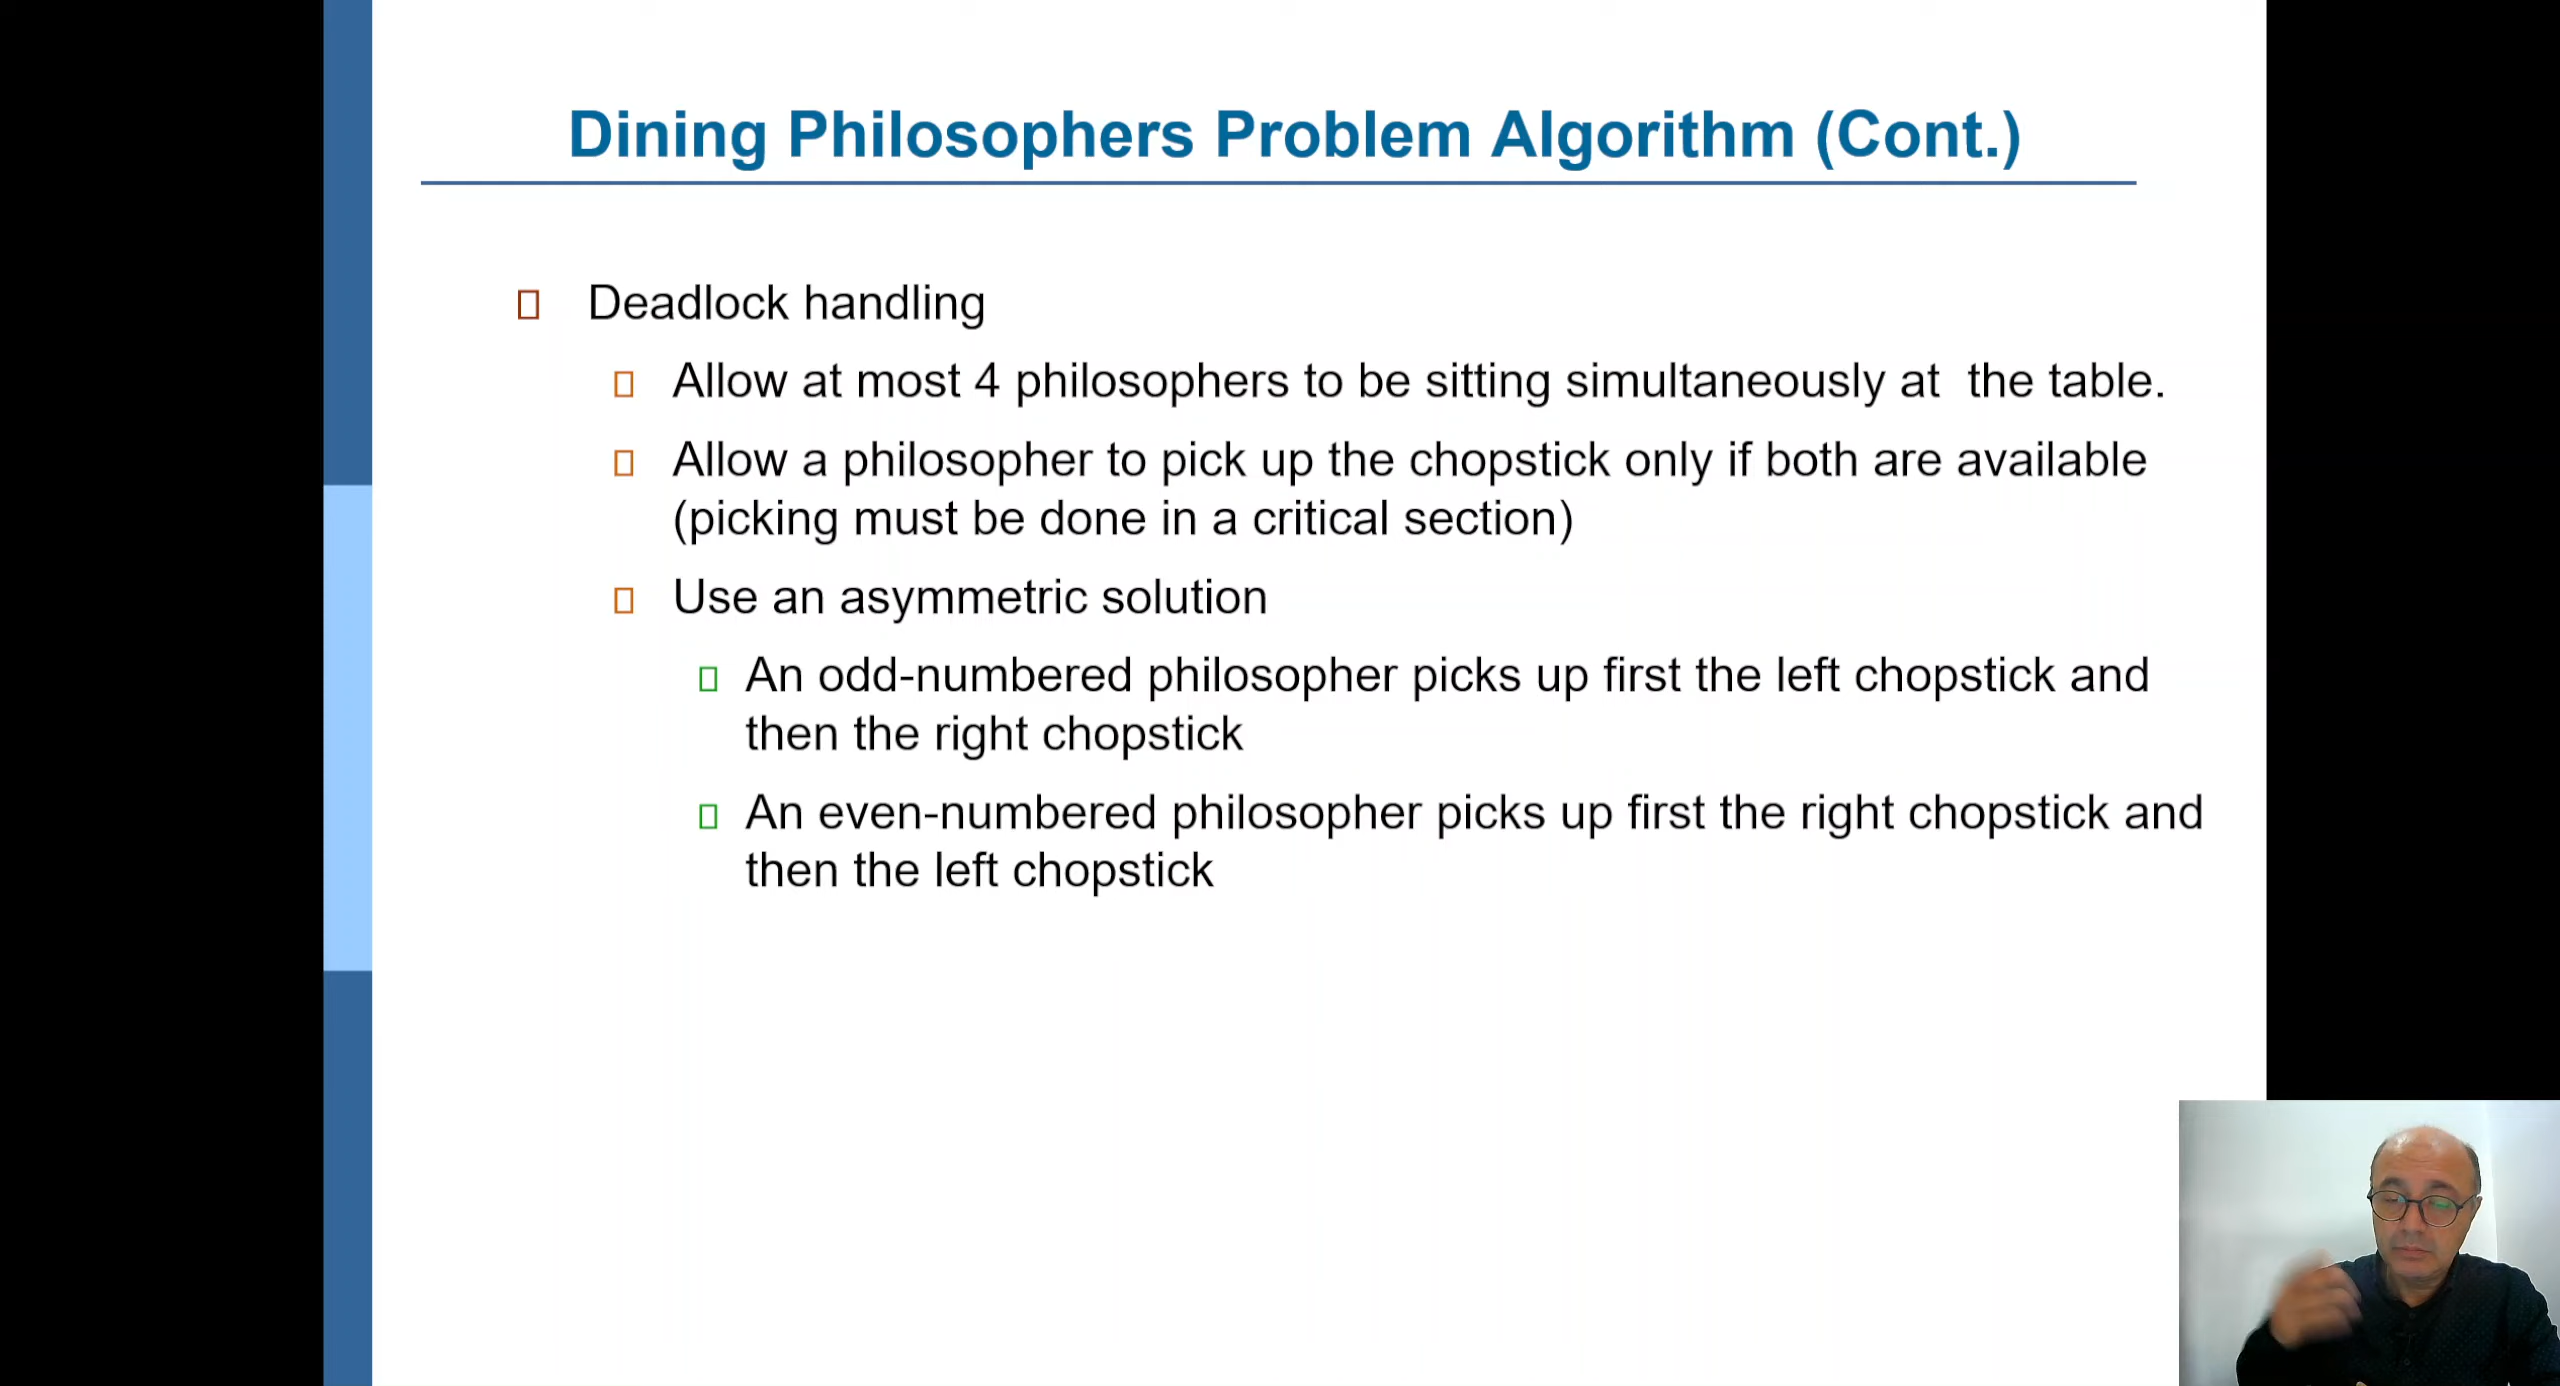 Dining Philosophers Problem Algorithm (Cont.)
Deadlock handling
Allow at most 4 philosophers to be sitting simultaneously at  the table.
Allow a philosopher to pick up the chopstick only if both are available
(picking must be done in a critical section)
Use an asymmetric solution
An odd-numbered philosopher picks up first the left chopstick and
then the right chopstick
An even-numbered philosopher picks up first the right chopstick and
then the left chopstick